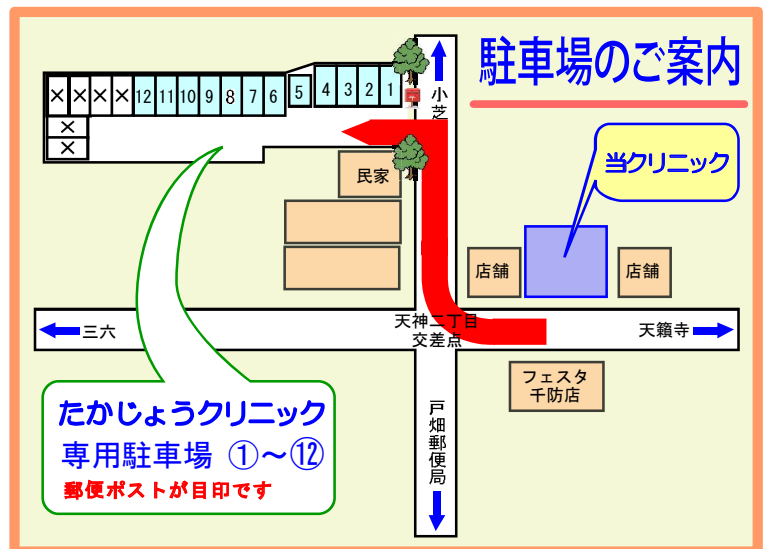 駐車場のご案内
小芝
当クリニック
× × × × 12 11 10 9 8 7 6 5 4 3 2 1
×
×
民家
店舗
店舗
三六
天神二丁目
交差点
天籟寺
フェスタ
千防店
戸畑郵便局
たかじょうクリニック
専用駐車場 ①~⑫
郵便ポストが目印です